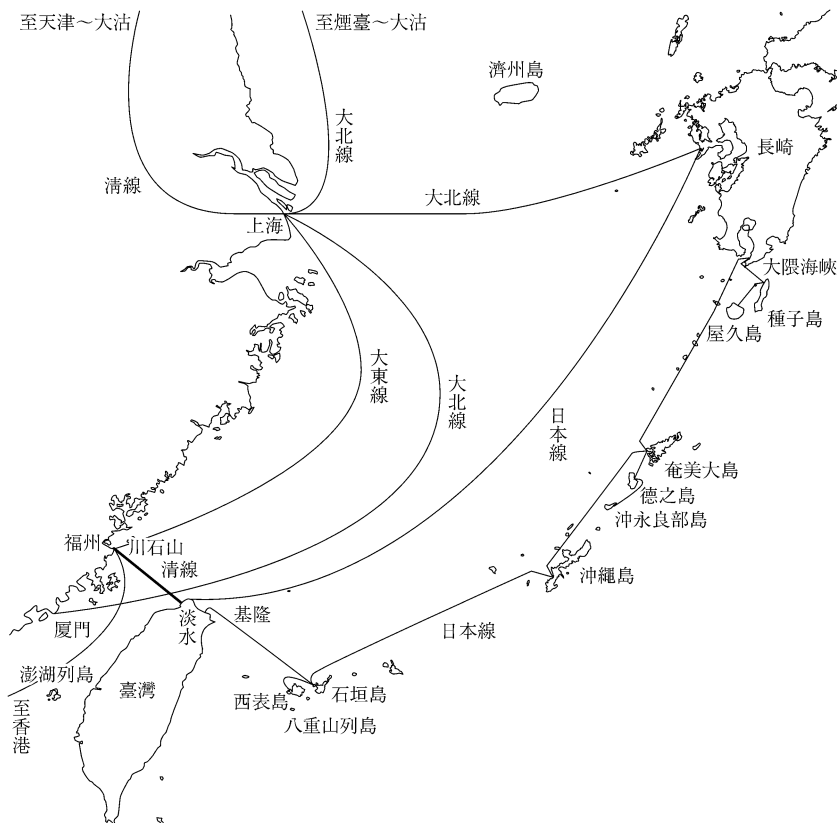 至天津～大沽
至煙臺～大沽
濟州島
大北線
長崎
淸線
大北線
上海
大隈海峽
種子島
屋久島
大東線
大北線
日本線
奄美大島
德之島
沖永良部島
福州
川石山
清線
沖繩島
淡水
基隆
厦門
日本線
澎湖列島
臺灣
西表島
石垣島
八重山列島
至香港